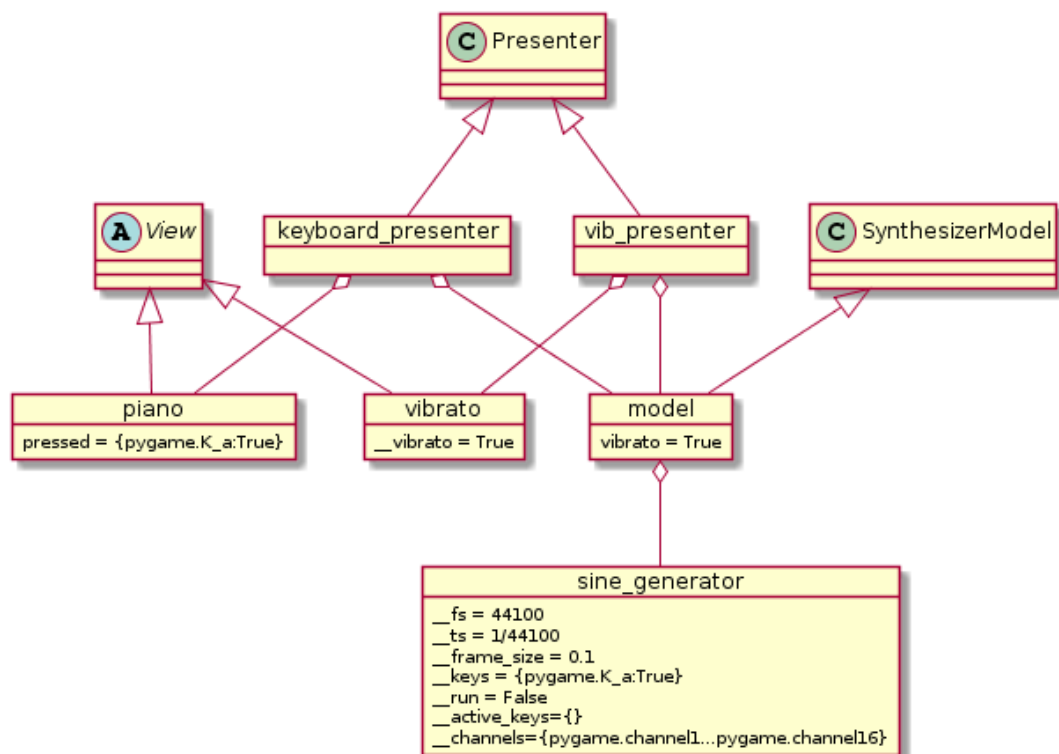 C Presenter
A View
keyboard_presenter
vib_presenter
C SynthesizerModel
piano
pressed = {pygame.K_a:True}
vibrato
__vibrato = True
model
vibrato = True
sine_generator
__fs = 44100
__ts = 1/44100
__frame_size = 0.1
__keys = {pygame.K_a:True}
__run = False
__active_keys={}
__channels={pygame.channel1...pygame.channel16}